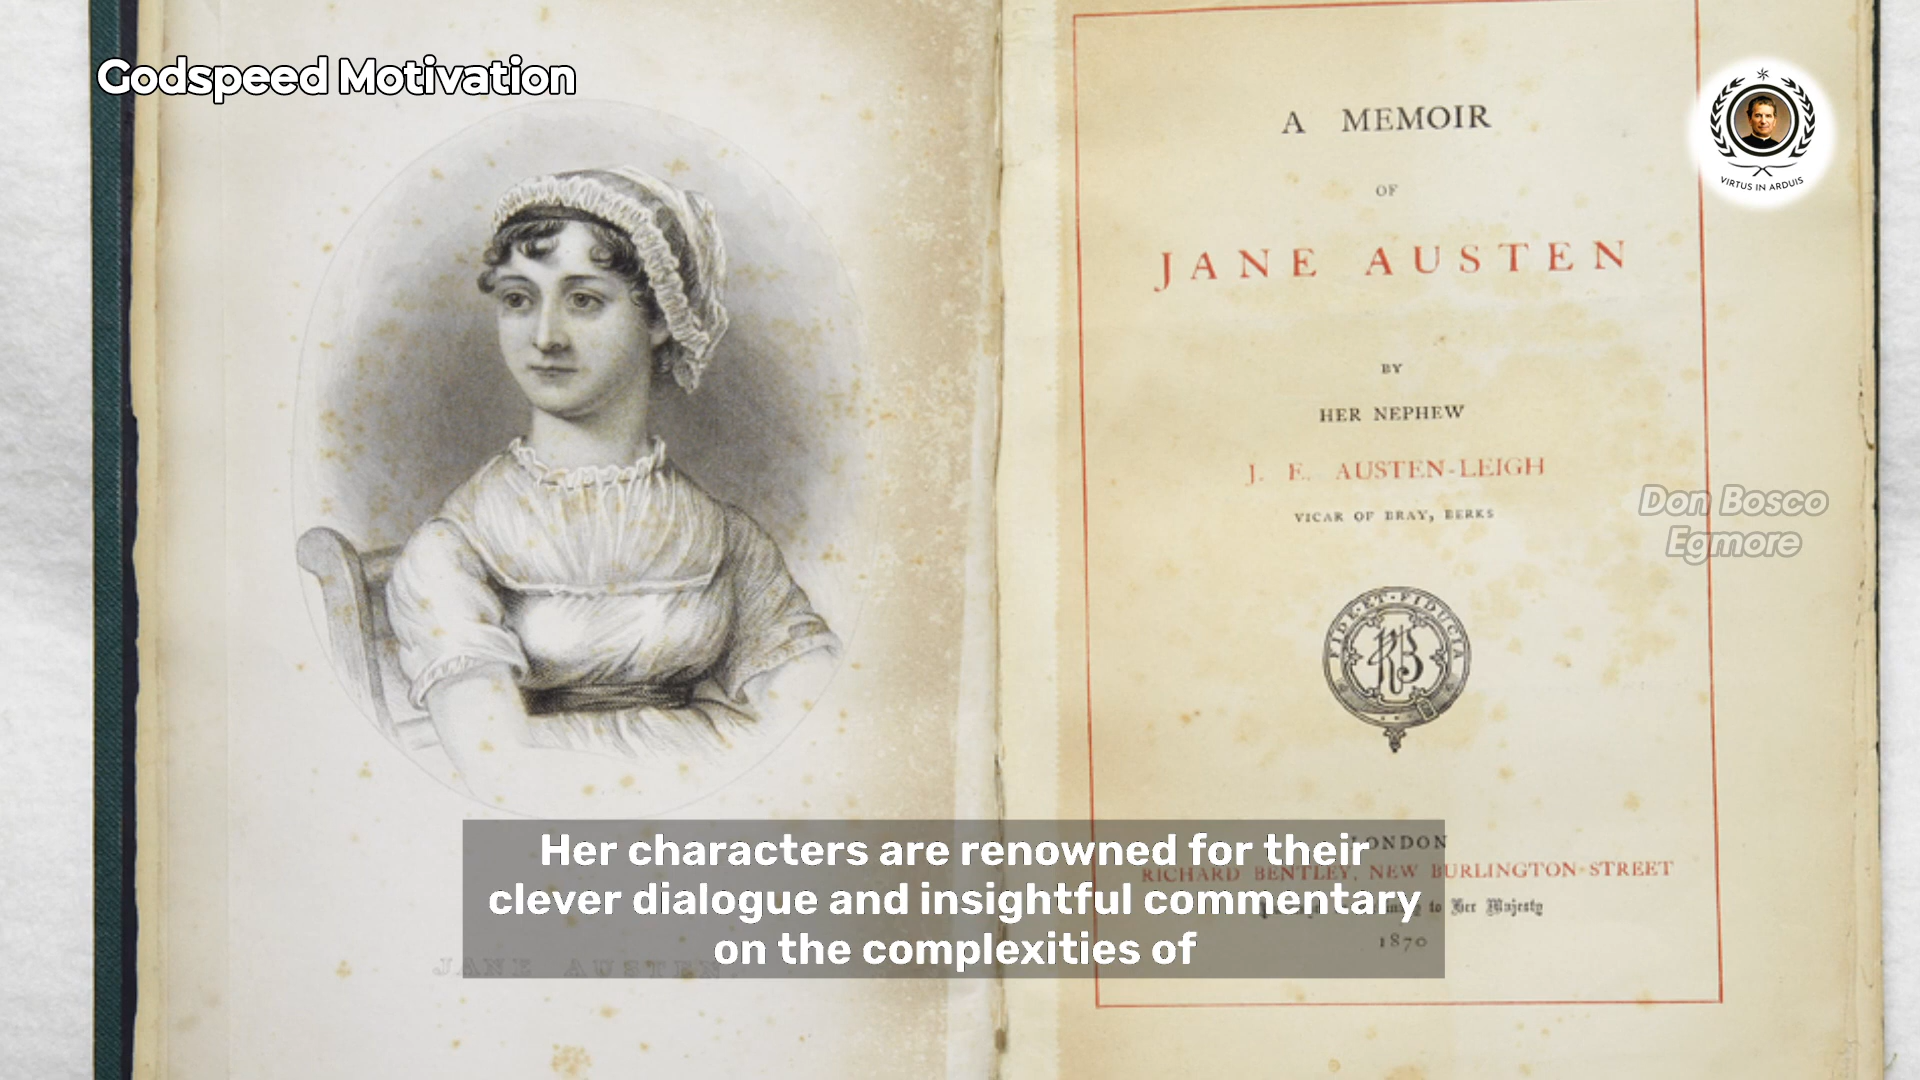 Godspeed Motivation
VIRTUS IN ARDUIS
JANE AUSTEN
A MEMOIR
OF
JANE AUSTEN
BY
HER NEPHEW
J. E. AUSTEN-LEIGH
VICAR OF BRAY, BERKS
Don Bosco
Egmore
FIDE·ET·FIDUCIA
RB
LONDON
RICHARD BENTLEY, NEW BURLINGTON-STREET
to Her Majesty
1870
Her characters are renowned for their
clever dialogue and insightful commentary
on the complexities of